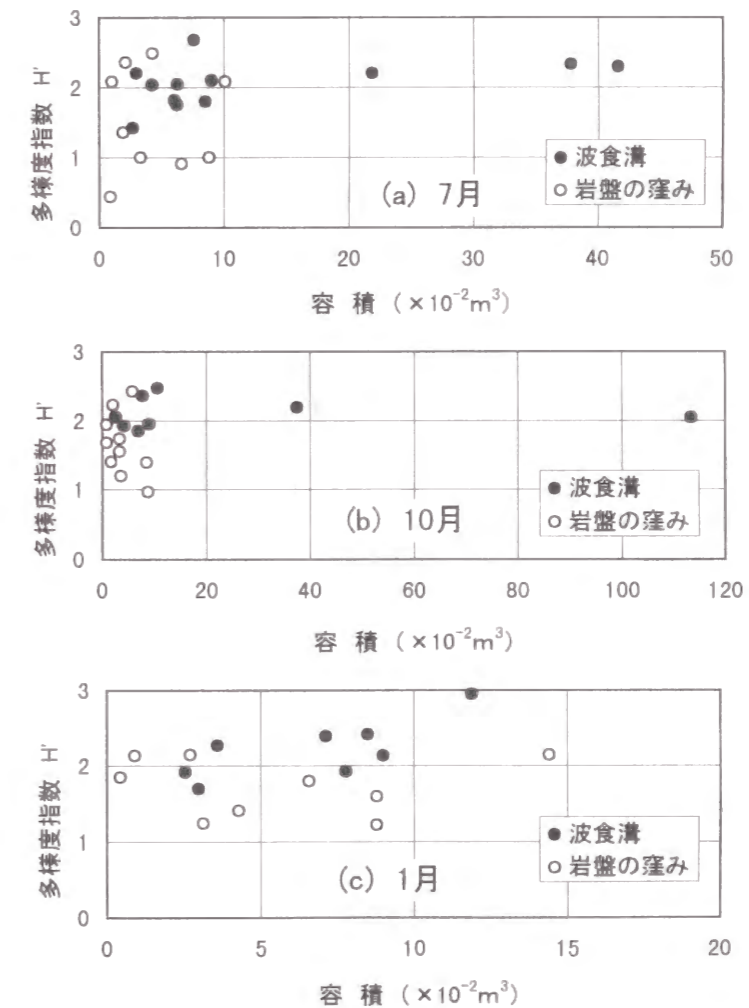 3
2
1
0
多様度指数 H'
波食溝
岩盤の窪み
(a) 7月
0 10 20 30 40 50
容 積 (×10⁻²m³)
3
2
1
0
多様度指数 H'
波食溝
岩盤の窪み
(b) 10月
0 20 40 60 80 100 120
容 積 (×10⁻²m³)
3
2
1
0
多様度指数 H'
波食溝
岩盤の窪み
(c) 1月
0 5 10 15 20
容 積 (×10⁻²m³)